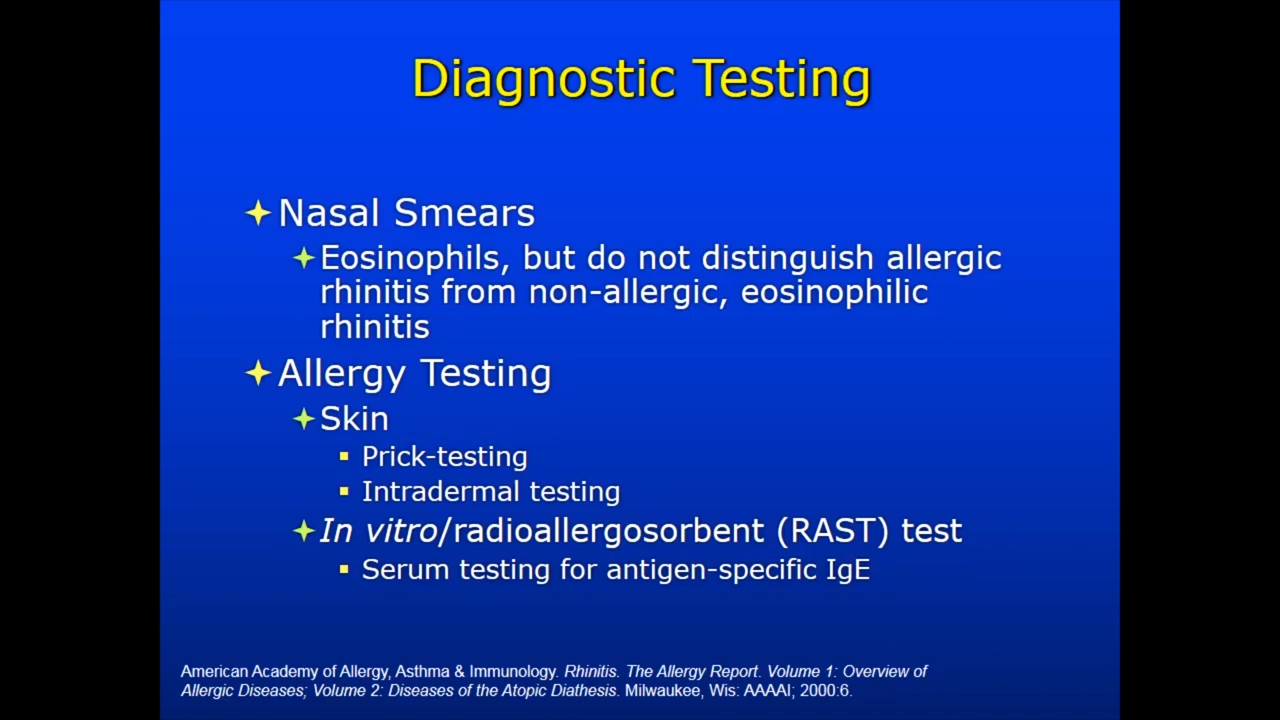 Diagnostic Testing
Nasal Smears
Eosinophils, but do not distinguish allergic
rhinitis from non-allergic, eosinophilic
rhinitis
Allergy Testing
Skin
Prick-testing
Intradermal testing
In vitro/radioallergosorbent (RAST) test
Serum testing for antigen-specific IgE
American Academy of Allergy, Asthma & Immunology. Rhinitis. The Allergy Report. Volume 1: Overview of
Allergic Diseases; Volume 2: Diseases of the Atopic Diathesis. Milwaukee, Wis: AAAAI; 2000:6.